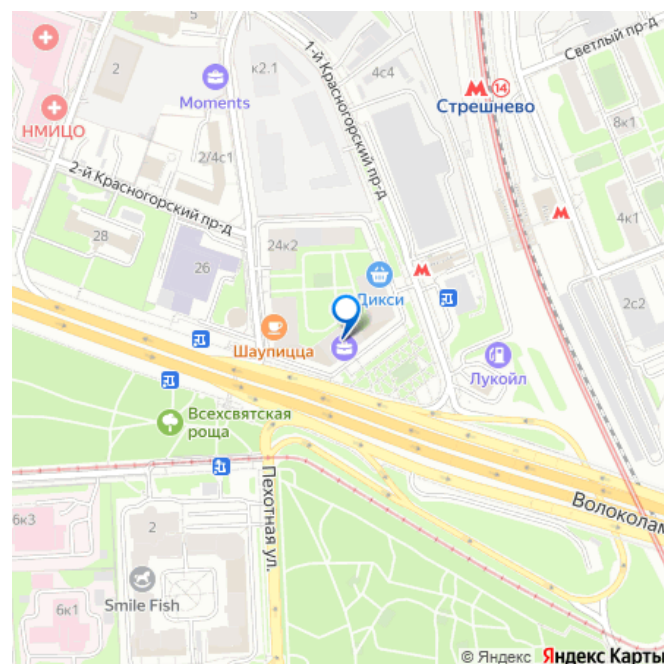 5
2
к2.1
1-й Красногорский пр-д
4с4
14
Светлый пр-д
Moments
Стрешнево
8к1
НМИЦО
2/4с1
2-й Красногорский пр-д
4к1
28
24к2
26
Дикси
2с2
Шаупицца
Лукойл
Всехсвятская
роща
Пехотная ул.
Волоколам
6к3
2
Smile Fish
6к1
© Яндекс Яндекс Карты